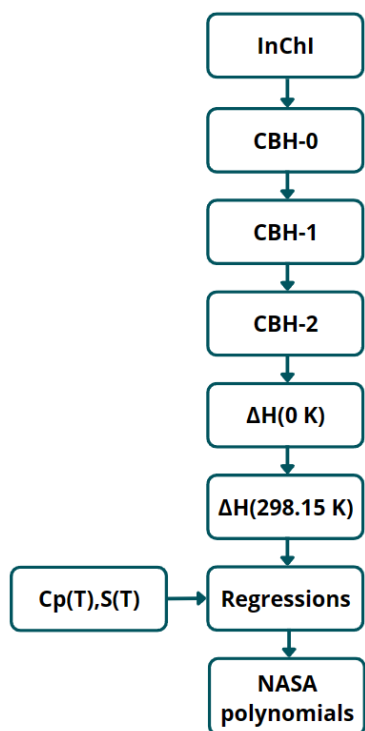 InChI
CBH-0
CBH-1
CBH-2
ΔH(0 K)
ΔH(298.15 K)
Cp(T),S(T)
Regressions
NASA
polynomials